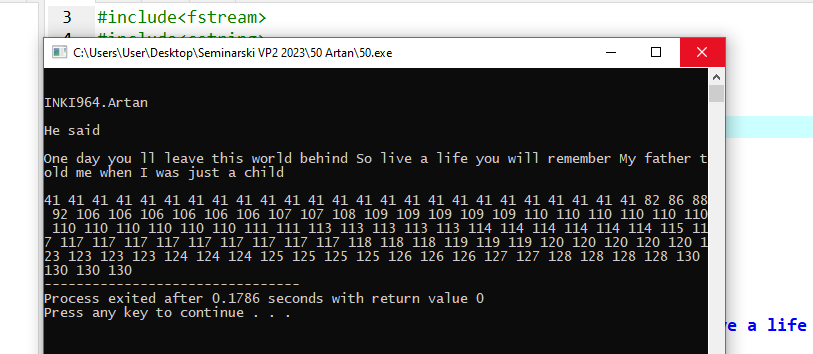 3 #include<fstream>
C:\Users\User\Desktop\Seminarski VP2 2023\50 Artan\50.exe
INKI964.Artan
He said
One day you ll leave this world behind So live a life you will remember My father t
old me when I was just a child
41 41 41 41 41 41 41 41 41 41 41 41 41 41 41 41 41 41 41 41 41 41 41 41 41 82 86 88
92 106 106 106 106 106 106 107 107 108 109 109 109 109 109 110 110 110 110 110 110
110 110 110 110 110 110 111 111 113 113 113 113 113 114 114 114 114 114 114 115 11
7 117 117 117 117 117 117 117 117 117 118 118 118 119 119 119 120 120 120 120 120 1
23 123 123 123 124 124 124 125 125 125 125 126 126 126 127 127 128 128 128 128 130
130 130 130
--------------------------------
Process exited after 0.1786 seconds with return value 0
Press any key to continue . . .
e a life